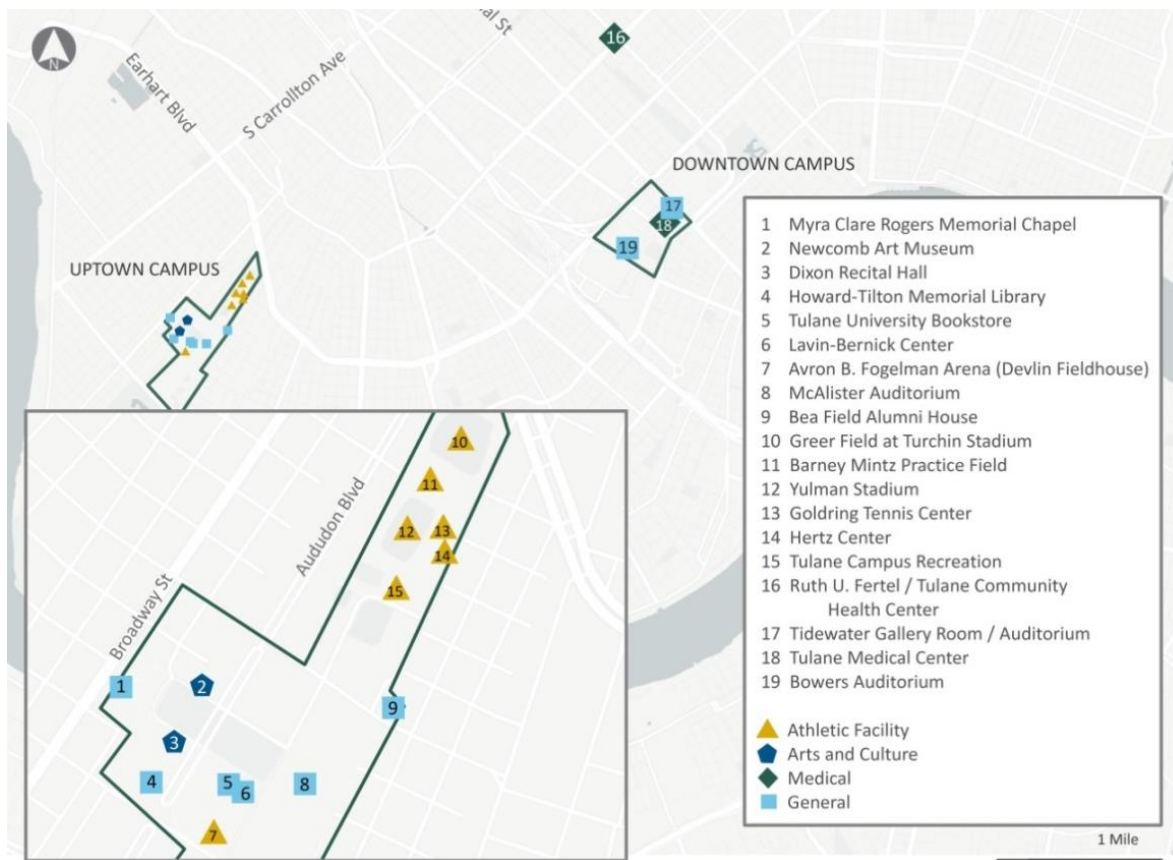 N
Earhart Blvd
S Carrollton Ave
al St
16
DOWNTOWN CAMPUS
17
18
19
UPTOWN CAMPUS
1 Myra Clare Rogers Memorial Chapel
2 Newcomb Art Museum
3 Dixon Recital Hall
4 Howard-Tilton Memorial Library
5 Tulane University Bookstore
6 Lavin-Bernick Center
7 Avron B. Fogelman Arena (Devlin Fieldhouse)
8 McAlister Auditorium
9 Bea Field Alumni House
10 Greer Field at Turchin Stadium
11 Barney Mintz Practice Field
12 Yulman Stadium
13 Goldring Tennis Center
14 Hertz Center
15 Tulane Campus Recreation
16 Ruth U. Fertel / Tulane Community
Health Center
17 Tidewater Gallery Room / Auditorium
18 Tulane Medical Center
19 Bowers Auditorium
Athletic Facility
Arts and Culture
Medical
General
Broadway St
Aududon Blvd
10
11
12
13
14
15
1
2
9
3
4
5
6
8
7
1 Mile